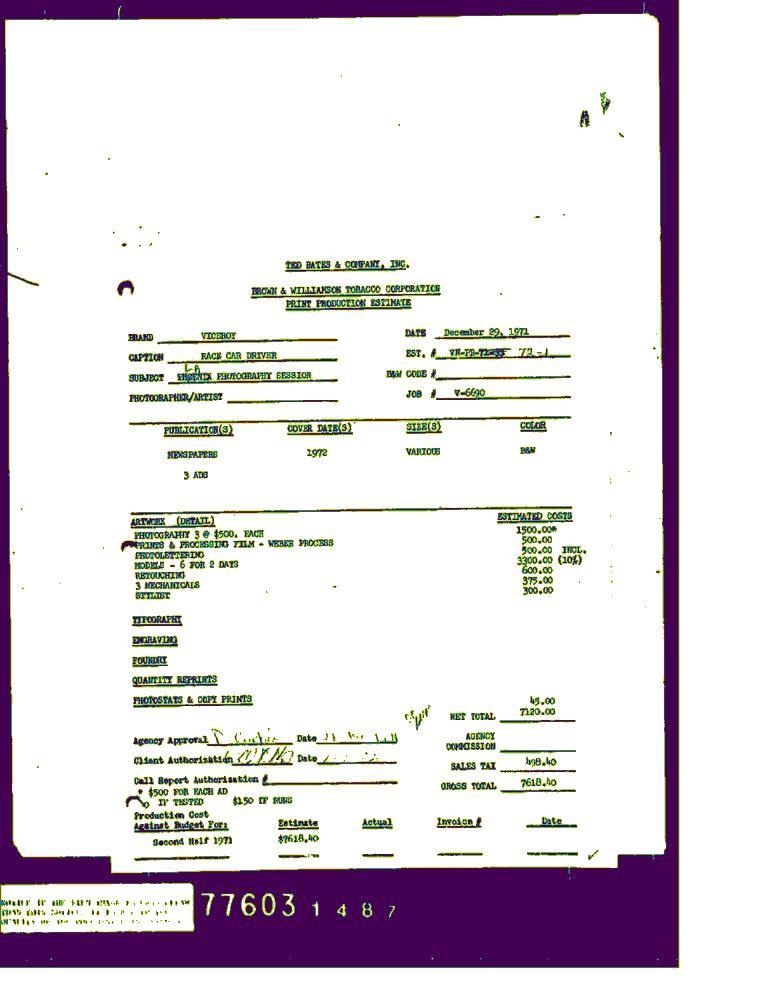 TED BATES & COMPANY, INC.
BROWN & WILLIAMSON TOBACCO CORPORATION
PRINT PRODUCTION ESTIMATE
BRAND VICEROY DATE December 29, 1971
CAPTION RACE CAR DRIVER EST. # 72-1
LA
SUBJECT PHOENIX PHOTOGRAPHY SESSION B&W CODE #
PHOTOGRAPHER/ARTIST JOB # V-6690
PUBLICATION(S) COVER DATE(S) SIZE(S) COLOR
NEWSPAPERS 1972 VARIOUS B&W
3 ADS
ARTWORK (DETAIL) ESTIMATED COSTS
PHOTOGRAPHY 3 @ $500. EACH 1500.00*
PRINTS & PROCESSING FILM - WEBER PROCESS 500.00
PHOTOLETTERING 500.00 INCL.
MODELS - 6 FOR 2 DAYS 3300.00 (10%)
RETOUCHING 600.00
3 MECHANICALS 375.00
STYLIST 300.00
TYPOGRAPHY
ENGRAVING
FOUNDRY
QUANTITY REPRINTS
PHOTOSTATS & COPY PRINTS 45.00
NET TOTAL 7120.00
Agency Approval Date AGENCY COMMISSION
Client Authorization Date SALES TAX 498.40
Call Report Authorization # GROSS TOTAL 7618.40
* $500 FOR EACH AD
IF TESTED $150 IF RUNS
Production Cost
Against Budget For: Estimate Actual Invoice # Date
Second Half 1971 $7618.40
77603 1487